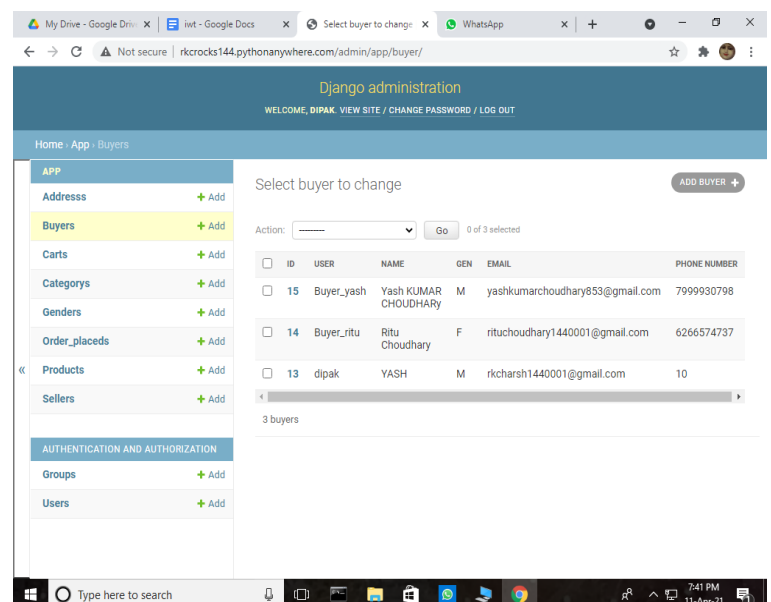 My Drive - Google Driv
iwt - Google Docs
Select buyer to change
WhatsApp
Not secure | rkcrocks144.pythonanywhere.com/admin/app/buyer/
Django administration
WELCOME, DIPAK. VIEW SITE / CHANGE PASSWORD / LOG OUT
Home › App › Buyers
APP
Addresss + Add
Buyers + Add
Carts + Add
Categorys + Add
Genders + Add
Order_placeds + Add
Products + Add
Sellers + Add
AUTHENTICATION AND AUTHORIZATION
Groups + Add
Users + Add
«
Select buyer to change
ADD BUYER +
Action: --------- Go 0 of 3 selected
ID USER NAME GEN EMAIL PHONE NUMBER
15 Buyer_yash Yash KUMAR M yashkumarchoudhary853@gmail.com 7999930798
CHOUDHARy
14 Buyer_ritu Ritu F rituchoudhary1440001@gmail.com 6266574737
Choudhary
13 dipak YASH M rkcharsh1440001@gmail.com 10
3 buyers
Type here to search
7:41 PM
11-Apr-21